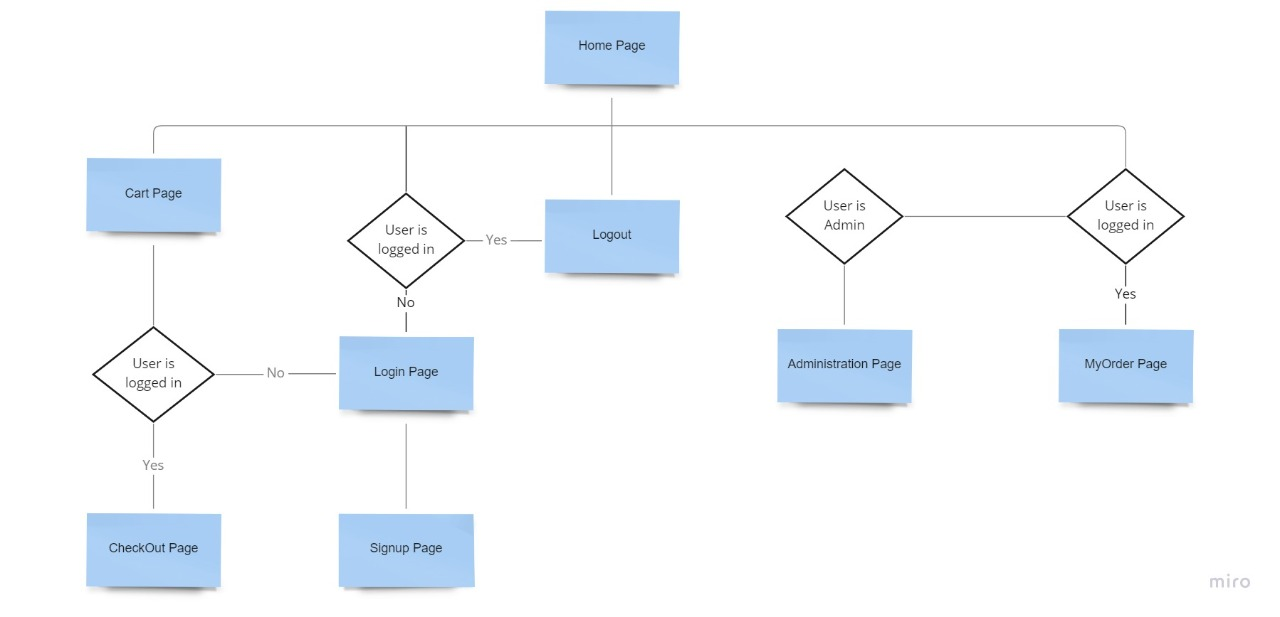 Home Page
Cart Page
User is
logged in
Yes
Logout
User is
Admin
User is
logged in
No
Yes
User is
logged in
No
Login Page
Administration Page
MyOrder Page
Yes
CheckOut Page
Signup Page
miro